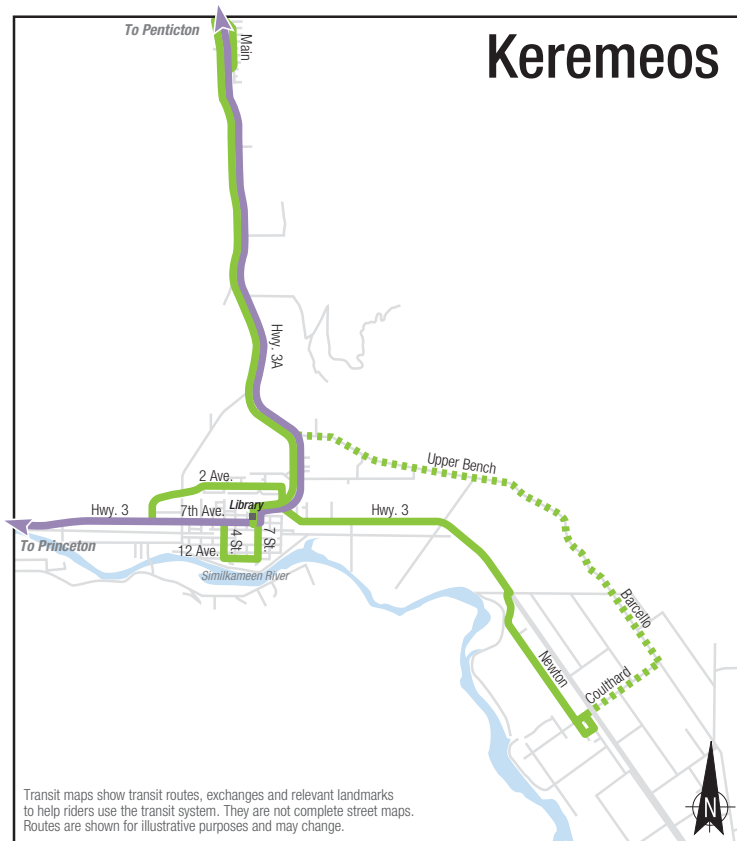 To Penticton
Main
Keremeos
Hwy. 3A
Upper Bench
2 Ave.
Library
Hwy. 3
7th Ave.
Hwy. 3
To Princeton
4 St.
7 St.
12 Ave.
Similkameen River
Barcello
Newton
Coulthard
Transit maps show transit routes, exchanges and relevant landmarks
to help riders use the transit system. They are not complete street maps.
Routes are shown for illustrative purposes and may change.
N